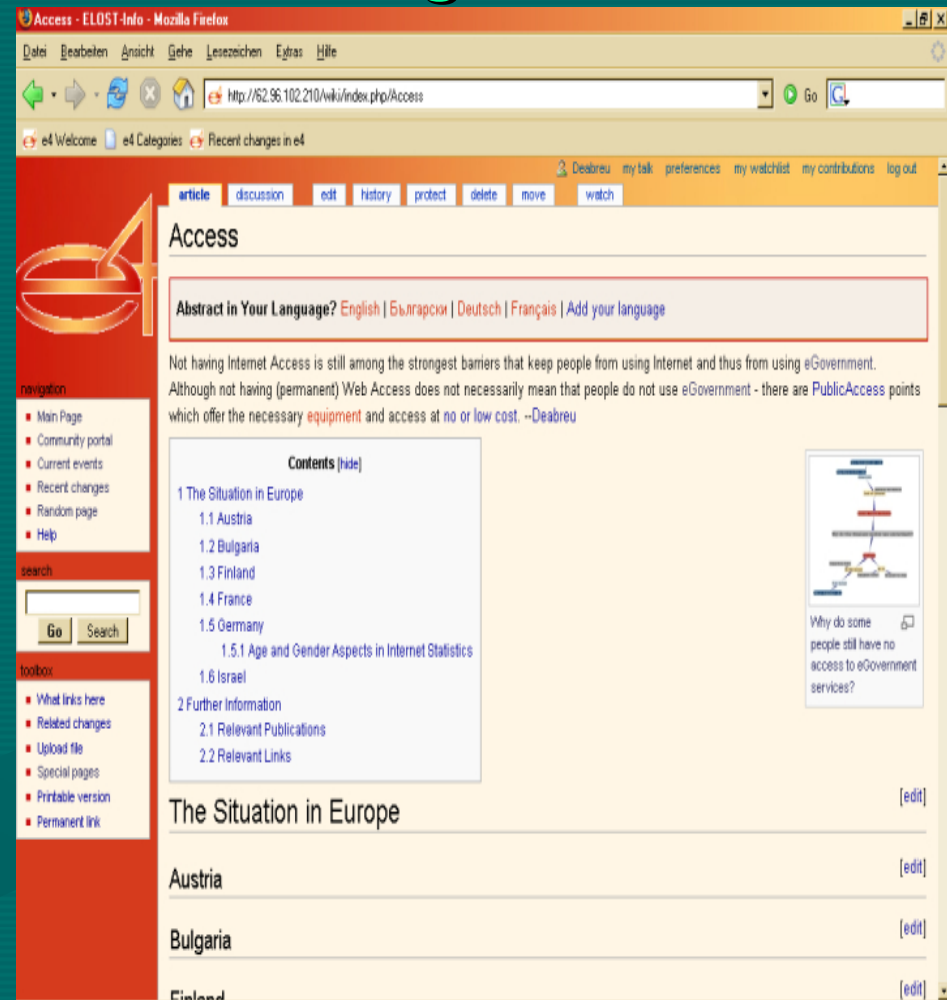 Access - ELOST-Info - Mozilla Firefox
Datei Bearbeiten Ansicht Gehe Lesezeichen Extras Hilfe
http://62.96.102.210/wiki/index.php/Access Go
e4 Welcome e4 Categories Recent changes in e4
Deabreu my talk preferences my watchlist my contributions log out
article discussion edit history protect delete move watch
e4
Access
Abstract in Your Language? English | Български | Deutsch | Français | Add your language
Not having Internet Access is still among the strongest barriers that keep people from using Internet and thus from using eGovernment.
Although not having (permanent) Web Access does not necessarily mean that people do not use eGovernment - there are PublicAccess points
which offer the necessary equipment and access at no or low cost. --Deabreu
navigation
Main Page
Community portal
Current events
Recent changes
Random page
Help
search
Go Search
toolbox
What links here
Related changes
Upload file
Special pages
Printable version
Permanent link
Contents [hide]
1 The Situation in Europe
1.1 Austria
1.2 Bulgaria
1.3 Finland
1.4 France
1.5 Germany
1.5.1 Age and Gender Aspects in Internet Statistics
1.6 Israel
2 Further Information
2.1 Relevant Publications
2.2 Relevant Links
Why do some
people still have no
access to eGovernment
services?
The Situation in Europe [edit]
Austria [edit]
Bulgaria [edit]
Finland [edit]